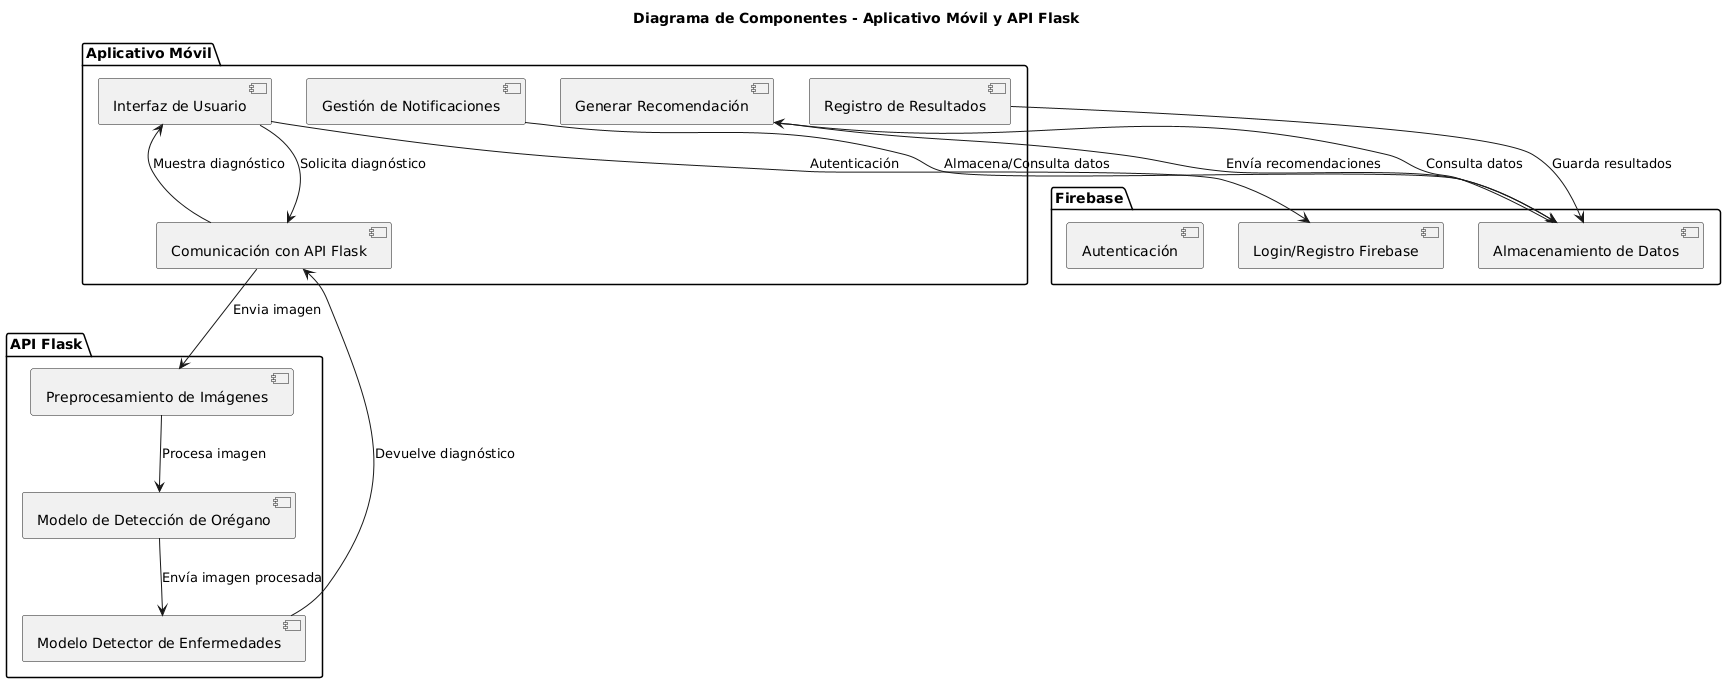 Diagrama de Componentes - Aplicativo Móvil y API Flask
Aplicativo Móvil
Interfaz de Usuario
Gestión de Notificaciones
Generar Recomendación
Registro de Resultados
Muestra diagnóstico
Solicita diagnóstico
Autenticación
Almacena/Consulta datos
Envía recomendaciones
Consulta datos
Guarda resultados
Firebase
Comunicación con API Flask
Autenticación
Login/Registro Firebase
Almacenamiento de Datos
Envia imagen
API Flask
Preprocesamiento de Imágenes
Procesa imagen
Devuelve diagnóstico
Modelo de Detección de Orégano
Envía imagen procesada
Modelo Detector de Enfermedades